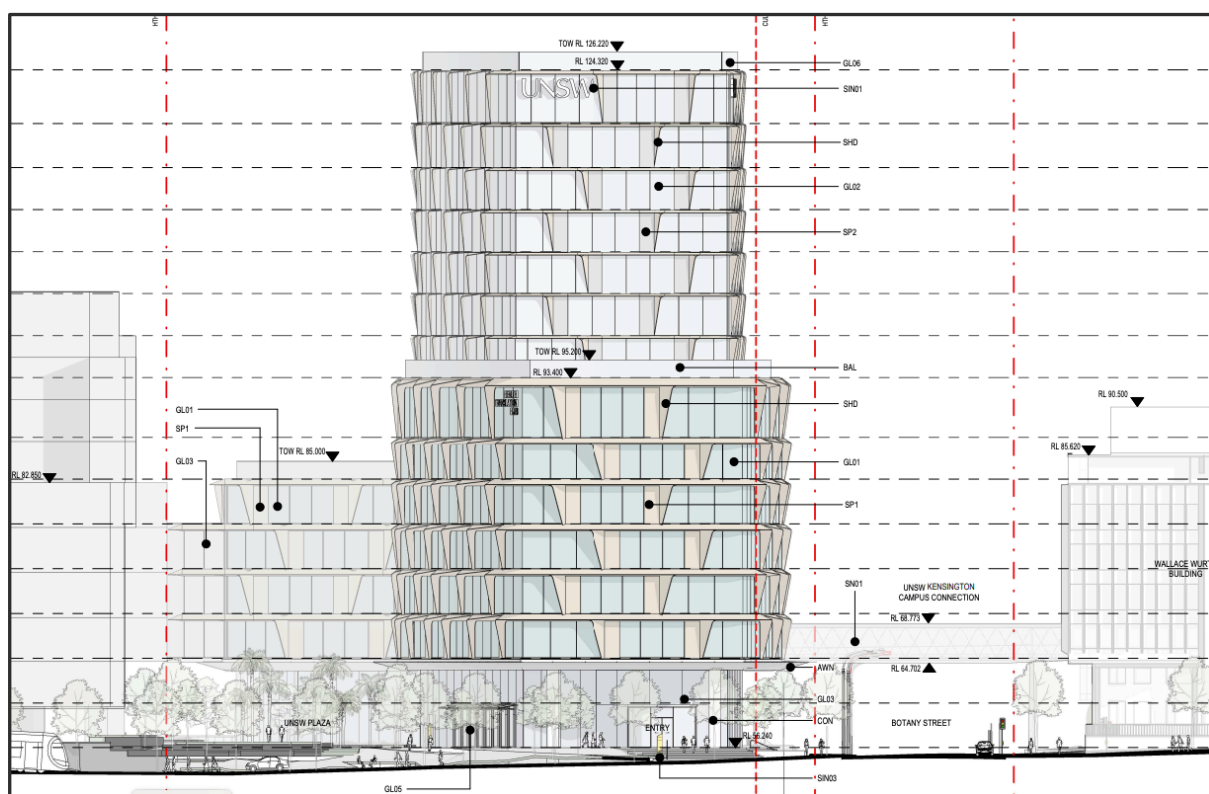 HTH
CUL
HTH
TOW RL 126.220
RL 124.320
GL06
UNSW
SIN01
SHD
GL02
SP2
TOW RL 95.200
RL 93.400
BAL
RL 90.500
GL01
SP1
SHD
GL03
TOW RL 85.000
RL 85.620
GL01
RL 82.850
SP1
WALLACE WURT
BUILDING
SN01
UNSW KENSINGTON
CAMPUS CONNECTION
RL 68.773
AWN
RL 64.702
GL03
UNSW PLAZA
ENTRY
CON
BOTANY STREET
RL 56.240
SIN03
GL05